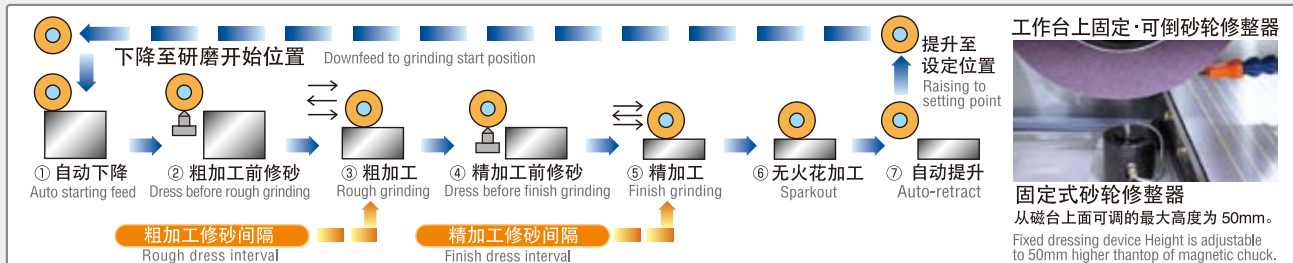 下降至研磨开始位置 Downfeed to grinding start position
提升至
设定位置
Raising to
setting point
① 自动下降
Auto starting feed
② 粗加工前修砂
Dress before rough grinding
③ 粗加工
Rough grinding
④ 精加工前修砂
Dress before finish grinding
⑤ 精加工
Finish grinding
⑥ 无火花加工
Sparkout
⑦ 自动提升
Auto-retract
粗加工修砂间隔
Rough dress interval
精加工修砂间隔
Finish dress interval
工作台上固定·可倒砂轮修整器
固定式砂轮修整器
从磁台上面可调的最大高度为 50mm。
Fixed dressing device Height is adjustable
to 50mm higher thantop of magnetic chuck.